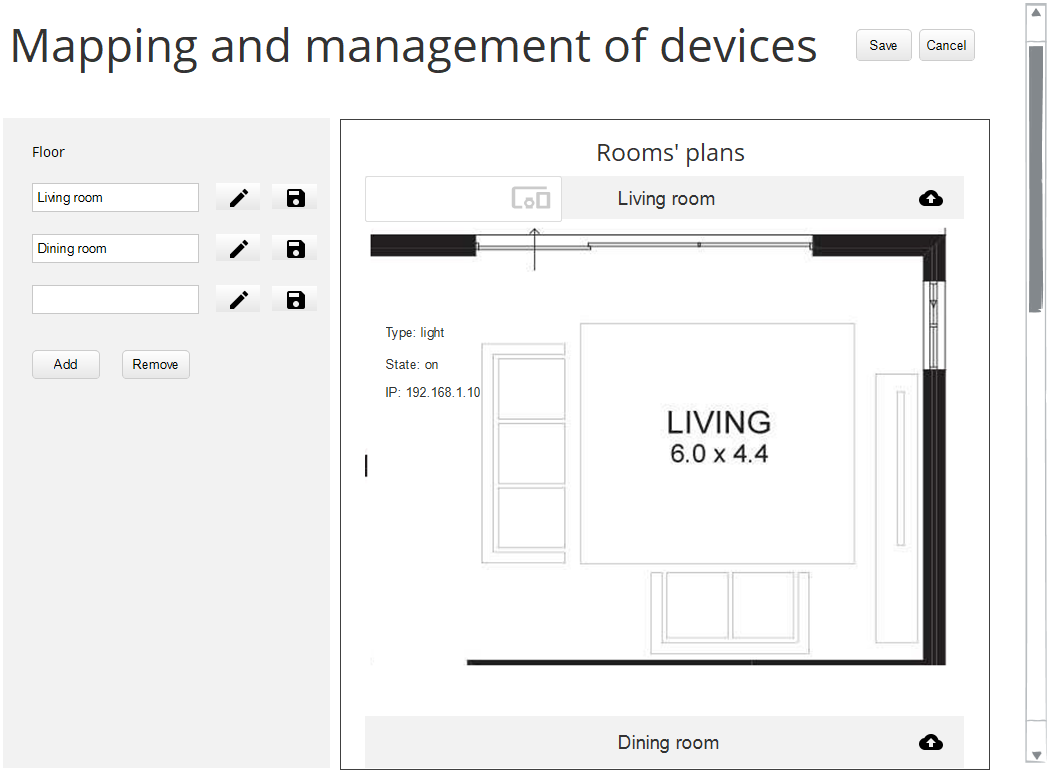 Mapping and management of devices
Save
Cancel
Floor
Living room
Dining room
Add
Remove
Rooms' plans
Living room
Type: light
State: on
IP: 192.168.1.10
LIVING
6.0 x 4.4
Dining room